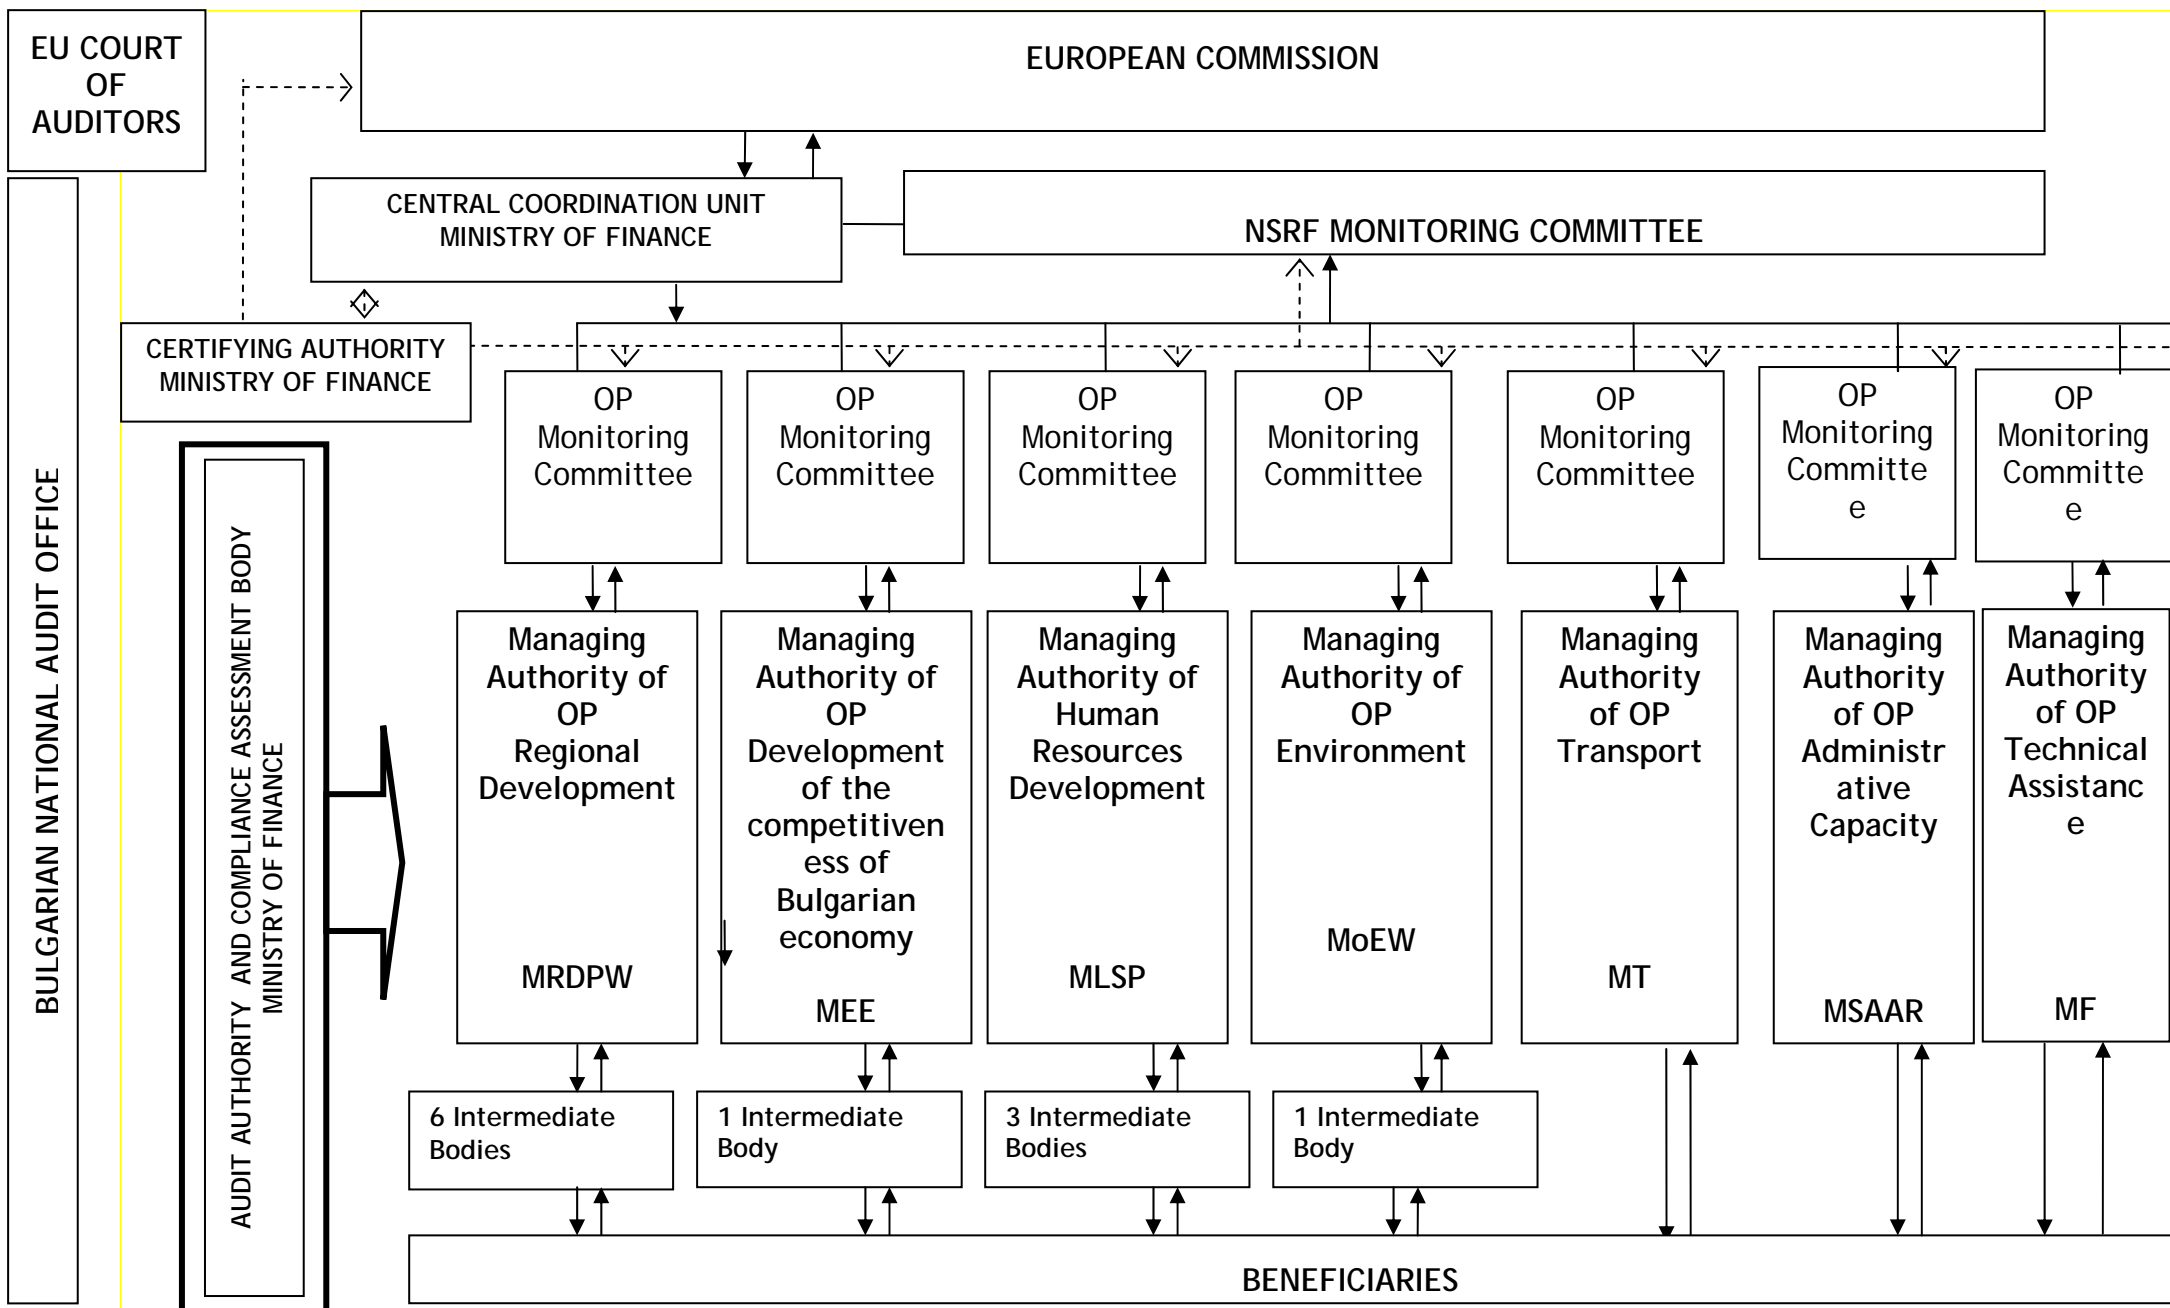 EU COURT
OF
AUDITORS
EUROPEAN COMMISSION
CENTRAL COORDINATION UNIT
MINISTRY OF FINANCE
NSRF MONITORING COMMITTEE
CERTIFYING AUTHORITY
MINISTRY OF FINANCE
BULGARIAN NATIONAL AUDIT OFFICE
AUDIT AUTHORITY AND COMPLIANCE ASSESSMENT BODY
MINISTRY OF FINANCE
OP
Monitoring
Committee
OP
Monitoring
Committee
OP
Monitoring
Committee
OP
Monitoring
Committee
OP
Monitoring
Committee
OP
Monitoring
Committe
e
OP
Monitoring
Committe
e
Managing
Authority of
OP
Regional
Development
MRDPW
Managing
Authority of
OP
Development
of the
competitiven
ess of
Bulgarian
economy
MEE
Managing
Authority of
Human
Resources
Development
MLSP
Managing
Authority of
OP
Environment
MoEW
Managing
Authority
of OP
Transport
MT
Managing
Authority
of OP
Administr
ative
Capacity
MSAAR
Managing
Authority
of OP
Technical
Assistanc
e
MF
6 Intermediate
Bodies
1 Intermediate
Body
3 Intermediate
Bodies
1 Intermediate
Body
BENEFICIARIES